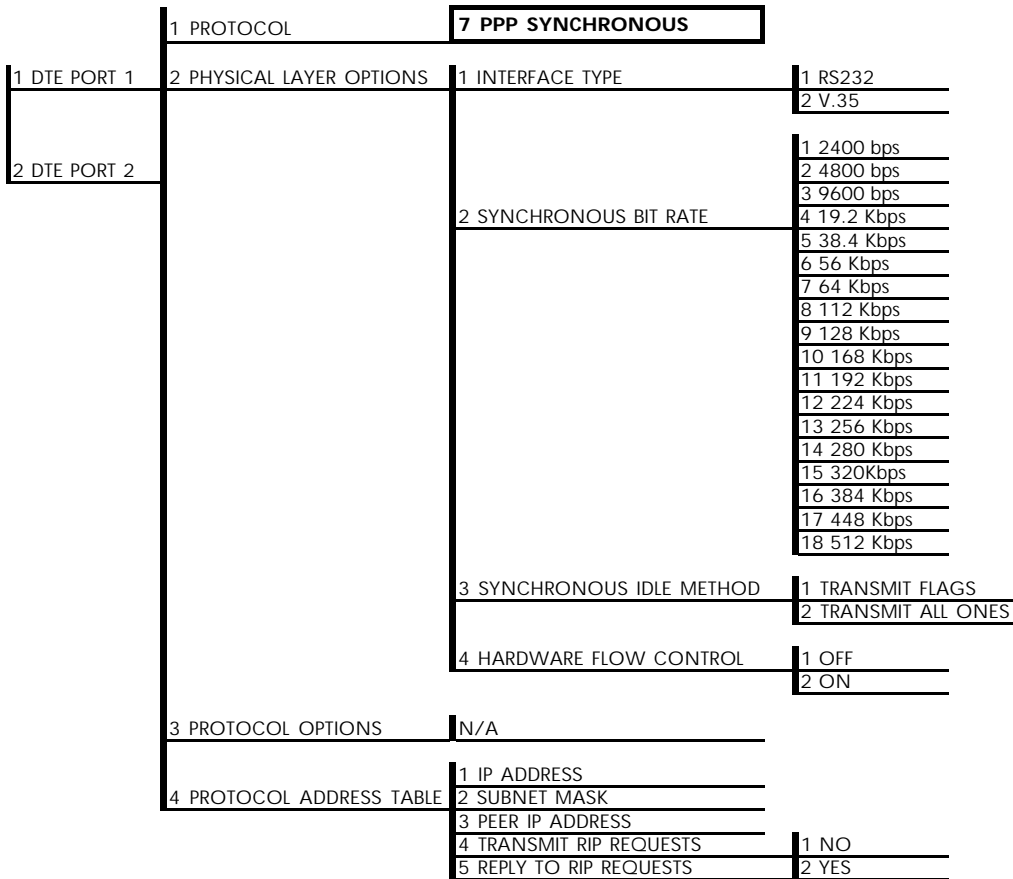 1 PROTOCOL
7 PPP SYNCHRONOUS
1 DTE PORT 1
2 PHYSICAL LAYER OPTIONS
1 INTERFACE TYPE
1 RS232
2 V.35
2 DTE PORT 2
1 2400 bps
2 4800 bps
3 9600 bps
2 SYNCHRONOUS BIT RATE
4 19.2 Kbps
5 38.4 Kbps
6 56 Kbps
7 64 Kbps
8 112 Kbps
9 128 Kbps
10 168 Kbps
11 192 Kbps
12 224 Kbps
13 256 Kbps
14 280 Kbps
15 320Kbps
16 384 Kbps
17 448 Kbps
18 512 Kbps
3 SYNCHRONOUS IDLE METHOD
1 TRANSMIT FLAGS
2 TRANSMIT ALL ONES
4 HARDWARE FLOW CONTROL
1 OFF
2 ON
3 PROTOCOL OPTIONS
N/A
4 PROTOCOL ADDRESS TABLE
1 IP ADDRESS
2 SUBNET MASK
3 PEER IP ADDRESS
4 TRANSMIT RIP REQUESTS
1 NO
5 REPLY TO RIP REQUESTS
2 YES